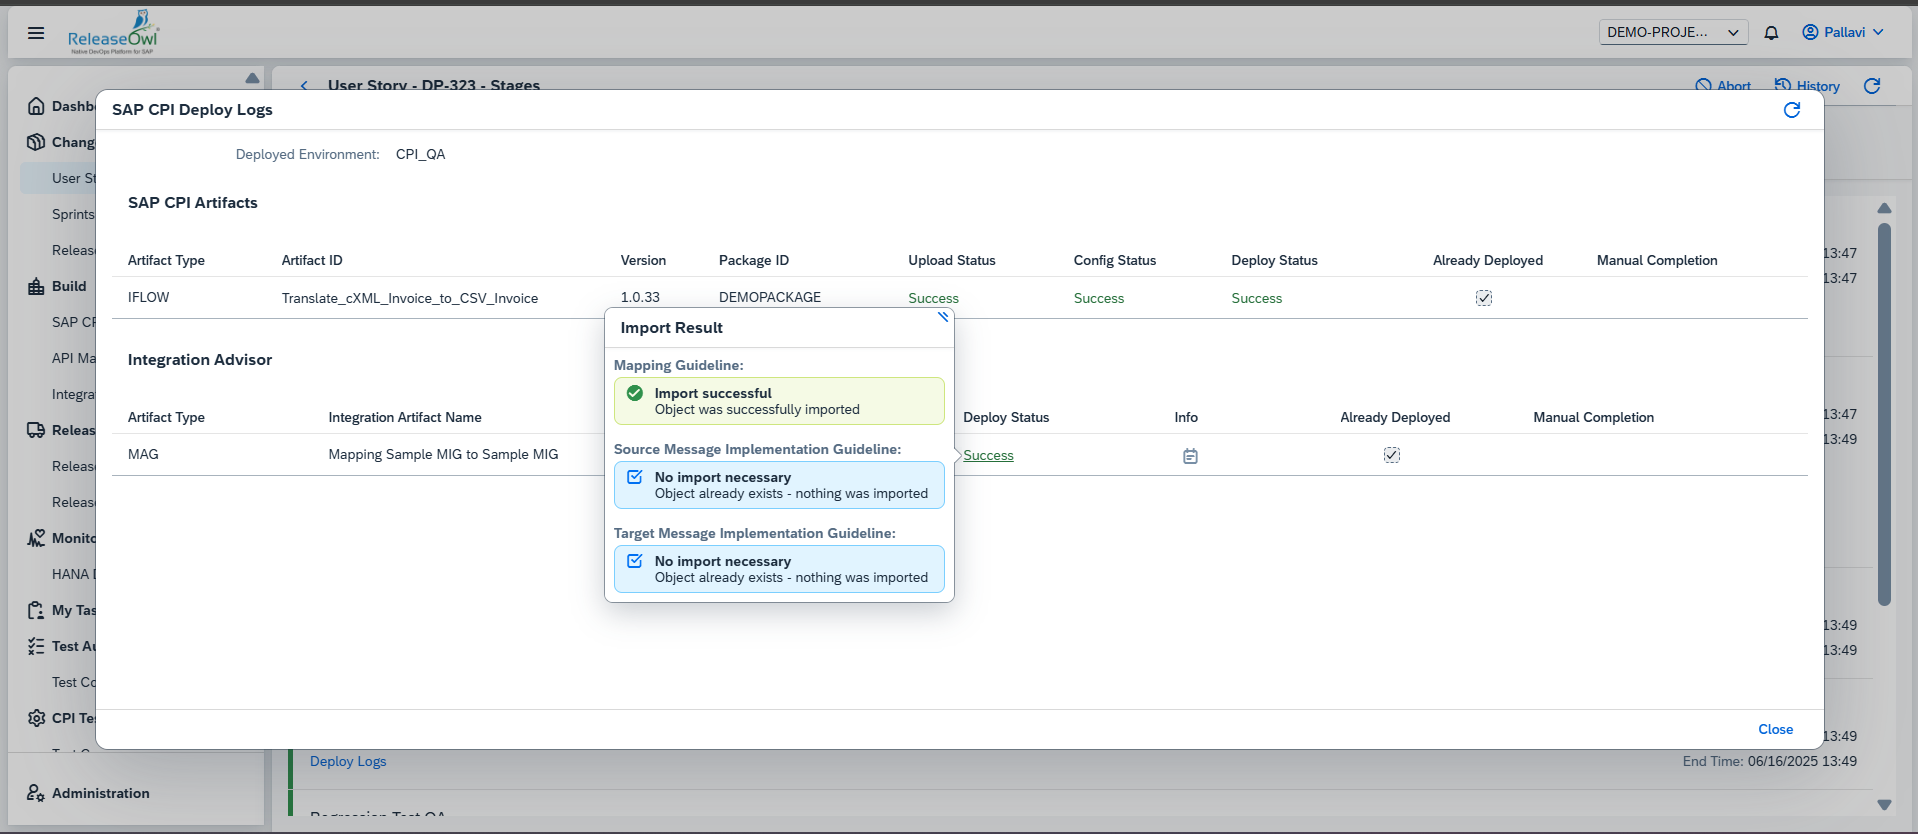 ReleaseOwl
Native DevOps Platform for SAP
DEMO-PROJE...
Pallavi
User Story - DP-323 - Stages
Abort
History
Dashb
Chang
User St
Sprints
Release
Build
SAP CP
API Ma
Integra
Releas
Release
Release
Monito
HANA D
My Tas
Test Au
Test Co
CPI Tes
Administration
SAP CPI Deploy Logs
Deployed Environment: CPI_QA
SAP CPI Artifacts
Artifact Type Artifact ID Version Package ID Upload Status Config Status Deploy Status Already Deployed Manual Completion
IFLOW Translate_cXML_Invoice_to_CSV_Invoice 1.0.33 DEMOPACKAGE Success Success Success
Integration Advisor
Artifact Type Integration Artifact Name Deploy Status Info Already Deployed Manual Completion
MAG Mapping Sample MIG to Sample MIG Success
Import Result
Mapping Guideline:
Import successful
Object was successfully imported
Source Message Implementation Guideline:
No import necessary
Object already exists - nothing was imported
Target Message Implementation Guideline:
No import necessary
Object already exists - nothing was imported
Close
13:47
13:47
13:47
13:49
13:49
13:49
13:49
Deploy Logs
End Time: 06/16/2025 13:49
Regression Test QA